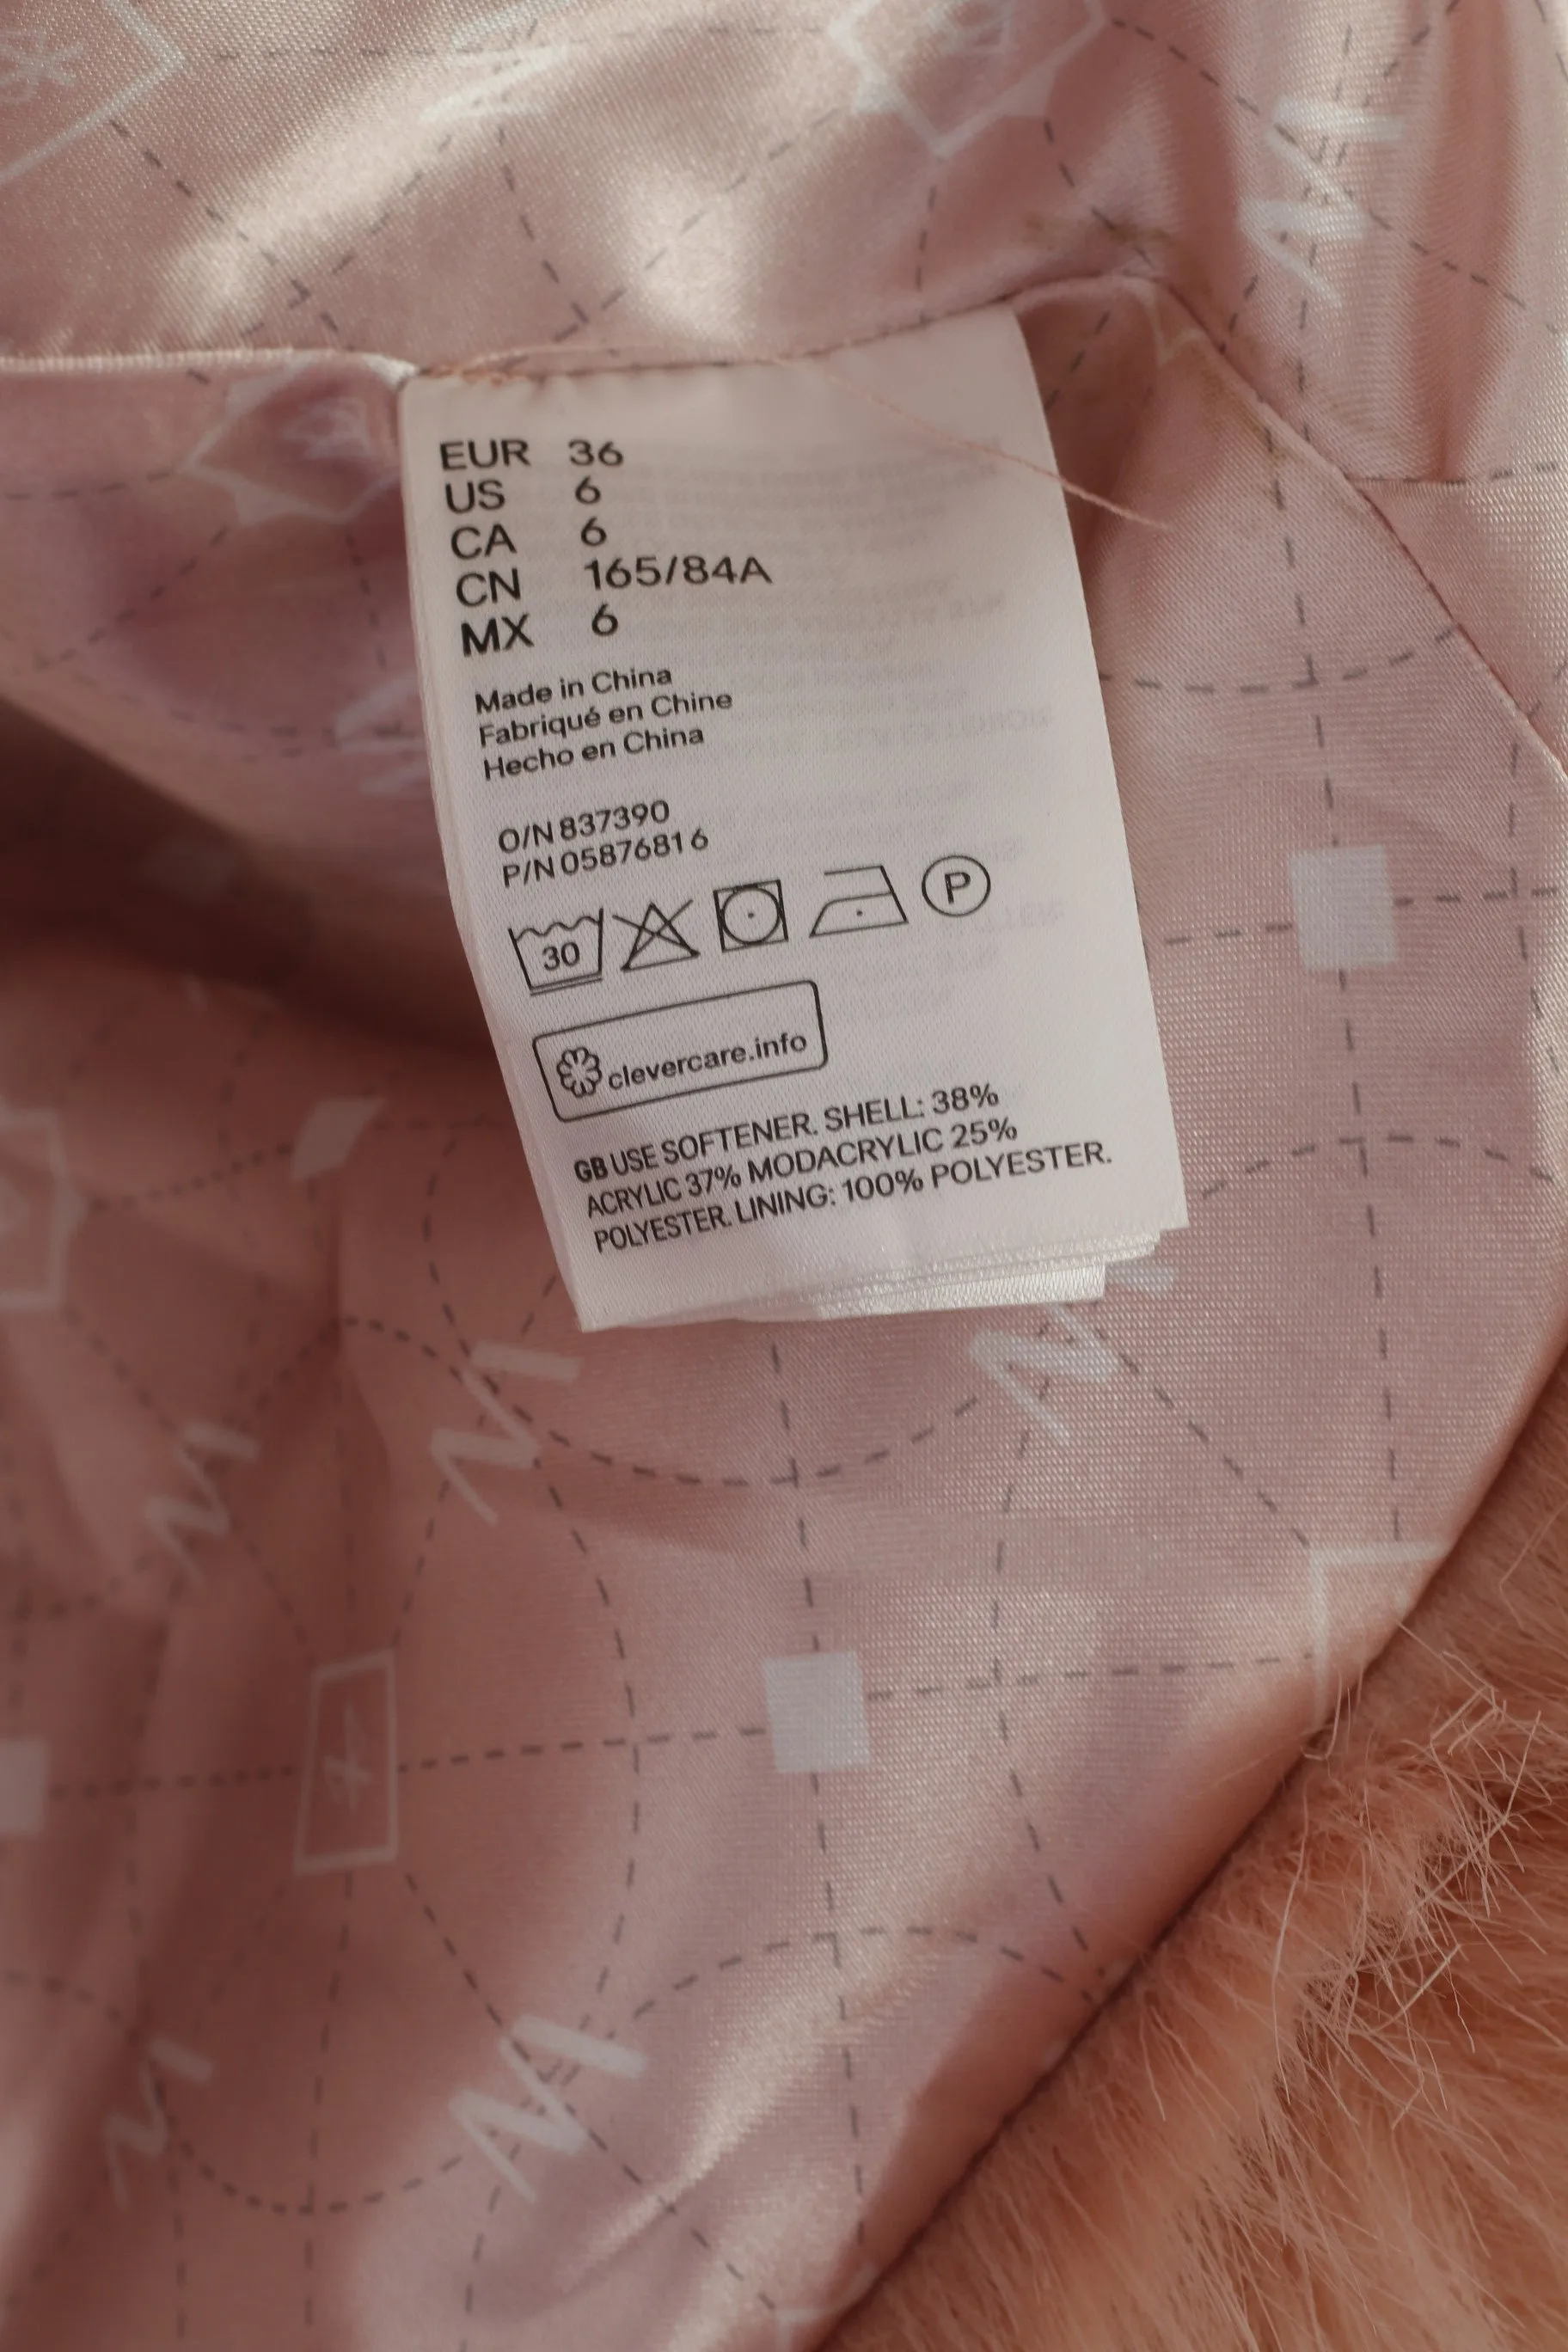 EUR 36
US 6
CA 6
CN 165/84A
MX 6
Made in China
Fabriqué en Chine
Hecho en China
O/N 837390
P/N 05876816
30
P
clevercare.info
GB USE SOFTENER. SHELL: 38%
ACRYLIC 37% MODACRYLIC 25%
POLYESTER. LINING: 100% POLYESTER.